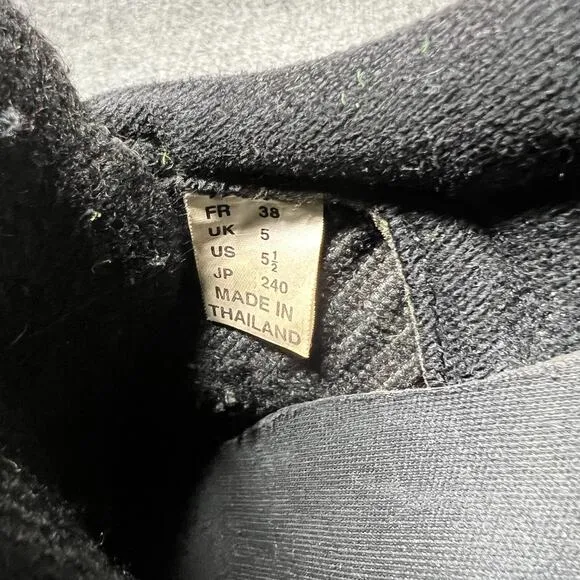 FR 38
UK 5
US 5½
JP 240
MADE IN
THAILAND